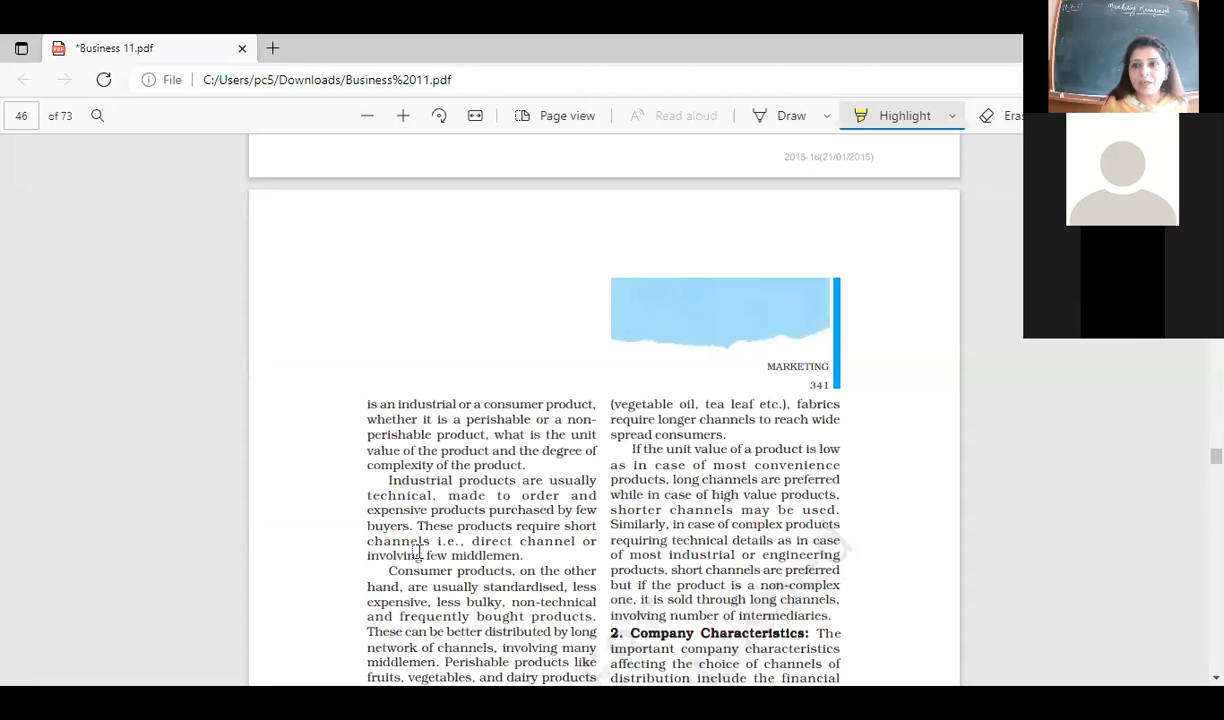 *Business 11.pdf
File C:/Users/pc5/Downloads/Business%2011.pdf
46 of 73
Page view
Read aloud
Draw
Highlight
Marketing Management
2015-16(21/01/2015)
MARKETING
341
is an industrial or a consumer product,
whether it is a perishable or a non-
perishable product, what is the unit
value of the product and the degree of
complexity of the product.
Industrial products are usually
technical, made to order and
expensive products purchased by few
buyers. These products require short
channels i.e., direct channel or
involving few middlemen.
Consumer products, on the other
hand, are usually standardised, less
expensive, less bulky, non-technical
and frequently bought products.
These can be better distributed by long
network of channels, involving many
middlemen. Perishable products like
fruits, vegetables, and dairy products
(vegetable oil, tea leaf etc.), fabrics
require longer channels to reach wide
spread consumers.
If the unit value of a product is low
as in case of most convenience
products, long channels are preferred
while in case of high value products,
shorter channels may be used.
Similarly, in case of complex products
requiring technical details as in case
of most industrial or engineering
products, short channels are preferred
but if the product is a non-complex
one, it is sold through long channels,
involving number of intermediaries.
2. Company Characteristics: The
important company characteristics
affecting the choice of channels of
distribution include the financial